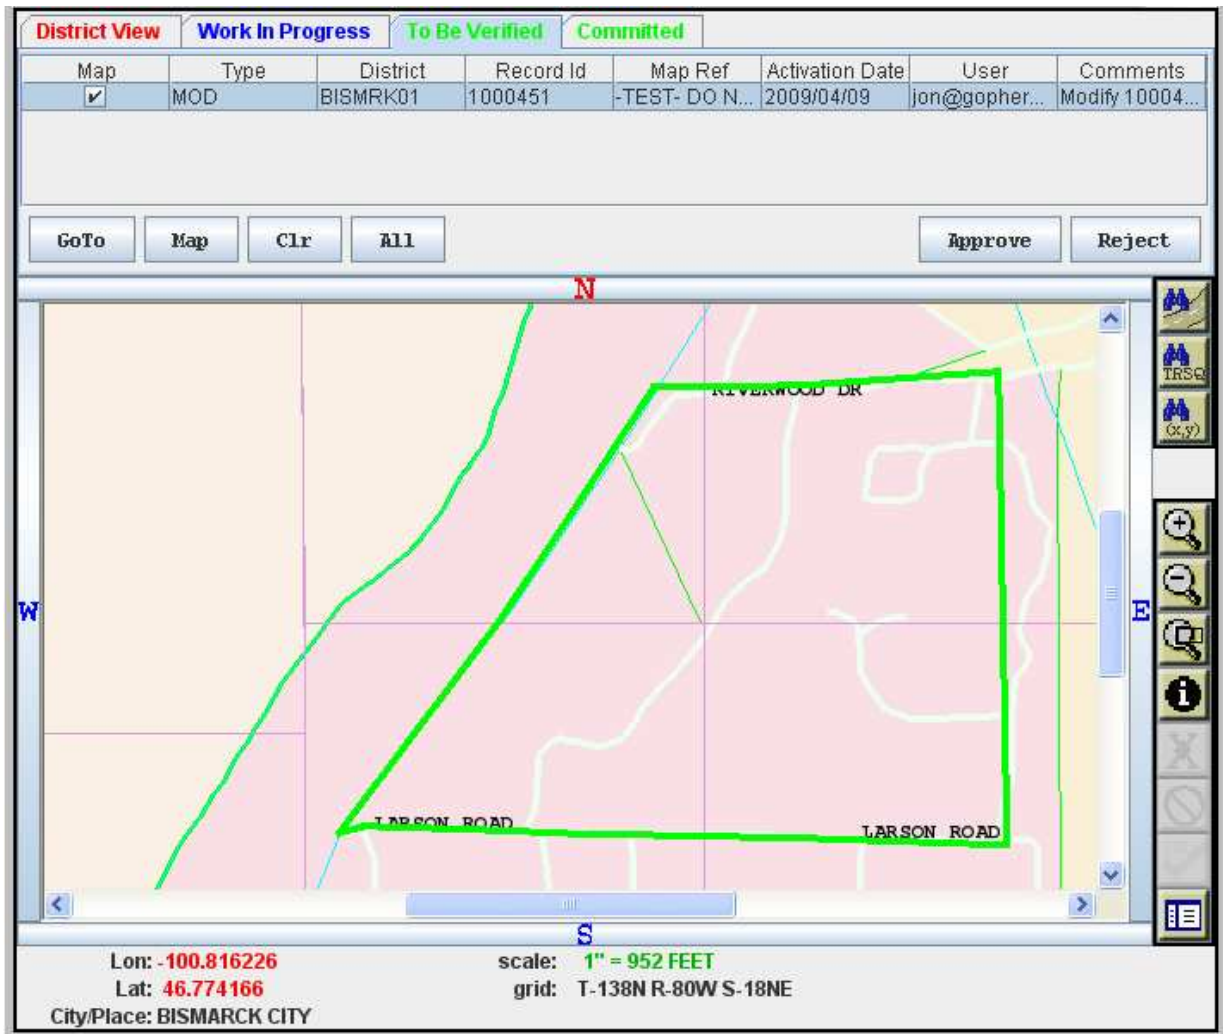 District View Work In Progress To Be Verified Committed
Map Type District Record Id Map Ref Activation Date User Comments
MOD BISMRK01 1000451 -TEST- DO N... 2009/04/09 jon@gopher... Modify 10004...
GoTo Map Clr All Approve Reject
N
TRSQ
(x,y)
RIVERWOOD DR
W
E
LARSON ROAD
LARSON ROAD
S
Lon: -100.816226 scale: 1" = 952 FEET
Lat: 46.774166 grid: T-138N R-80W S-18NE
City/Place: BISMARCK CITY